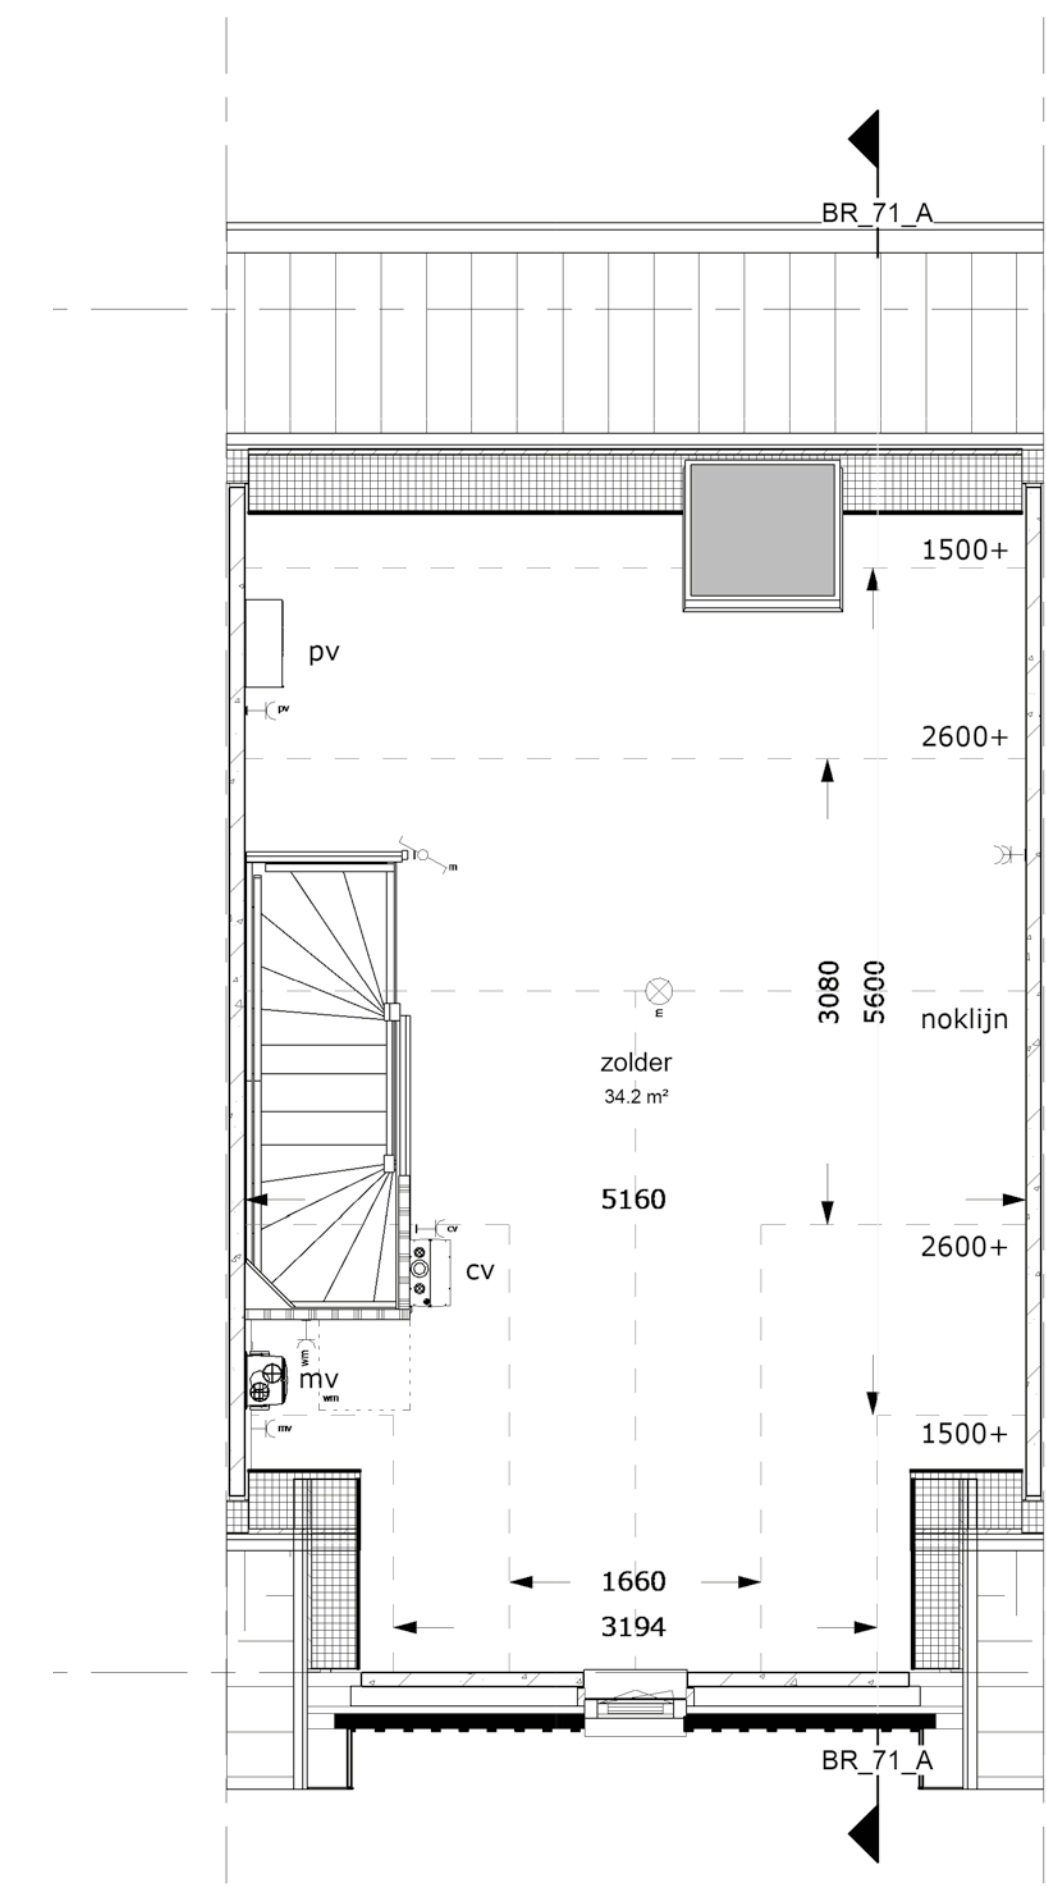 BR_71_A
1500+
pv
pv
2600+
m
3080
5600
m
noklijn
zolder
34.2 m²
5160
cv
2600+
cv
wm
mv
wm
mv
1500+
1660
3194
BR_71_A